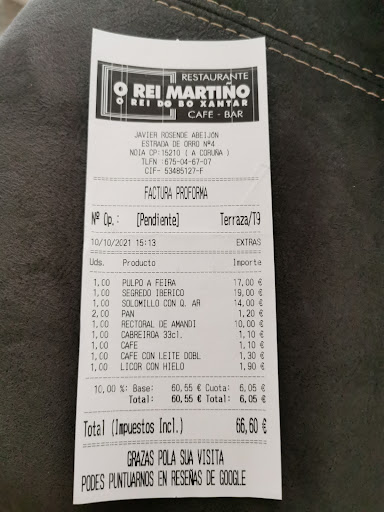 RESTAURANTE
O REI MARTIÑO
O REI DO BO XANTAR
CAFE - BAR
JAVIER ROSENDE ABEIJÓN
ESTRADA DE ORRO Nº4
NOIA CP:15210 ( A CORUÑA )
TLFN :675-04-67-07
CIF- 53485127-F
FACTURA PROFORMA
Nº Op.: [Pendiente] Terraza/T9
10/10/2021 15:13 EXTRAS
Uds. Producto Importe
1,00 PULPO A FEIRA 17,00 €
1,00 SEGREDO IBERICO 19,00 €
1,00 SOLOMILLO CON Q. AR 14,00 €
2,00 PAN 1,20 €
1,00 RECTORAL DE AMANDI 10,00 €
1,00 CABREIROA 33cl. 1,10 €
1,00 CAFE 1,10 €
1,00 CAFE CON LEITE DOBL 1,30 €
1,00 LICOR CON HIELO 1,90 €
10,00 %: Base: 60,55 € Cuota: 6,05 €
Total: 60,55 € Total: 6,05 €
Total (Impuestos Incl.) 66,60 €
GRAZAS POLA SUA VISITA
PODES PUNTUARNOS EN RESEÑAS DE GOOGLE